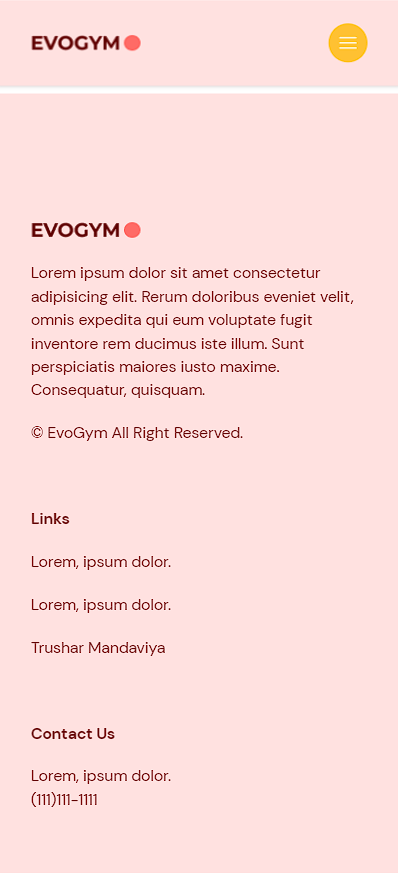 EVOGYM
EVOGYM
Lorem ipsum dolor sit amet consectetur
adipisicing elit. Rerum doloribus eveniet velit,
omnis expedita qui eum voluptate fugit
inventore rem ducimus iste illum. Sunt
perspiciatis maiores iusto maxime.
Consequatur, quisquam.
© EvoGym All Right Reserved.
Links
Lorem, ipsum dolor.
Lorem, ipsum dolor.
Trushar Mandaviya
Contact Us
Lorem, ipsum dolor.
(111)111-1111